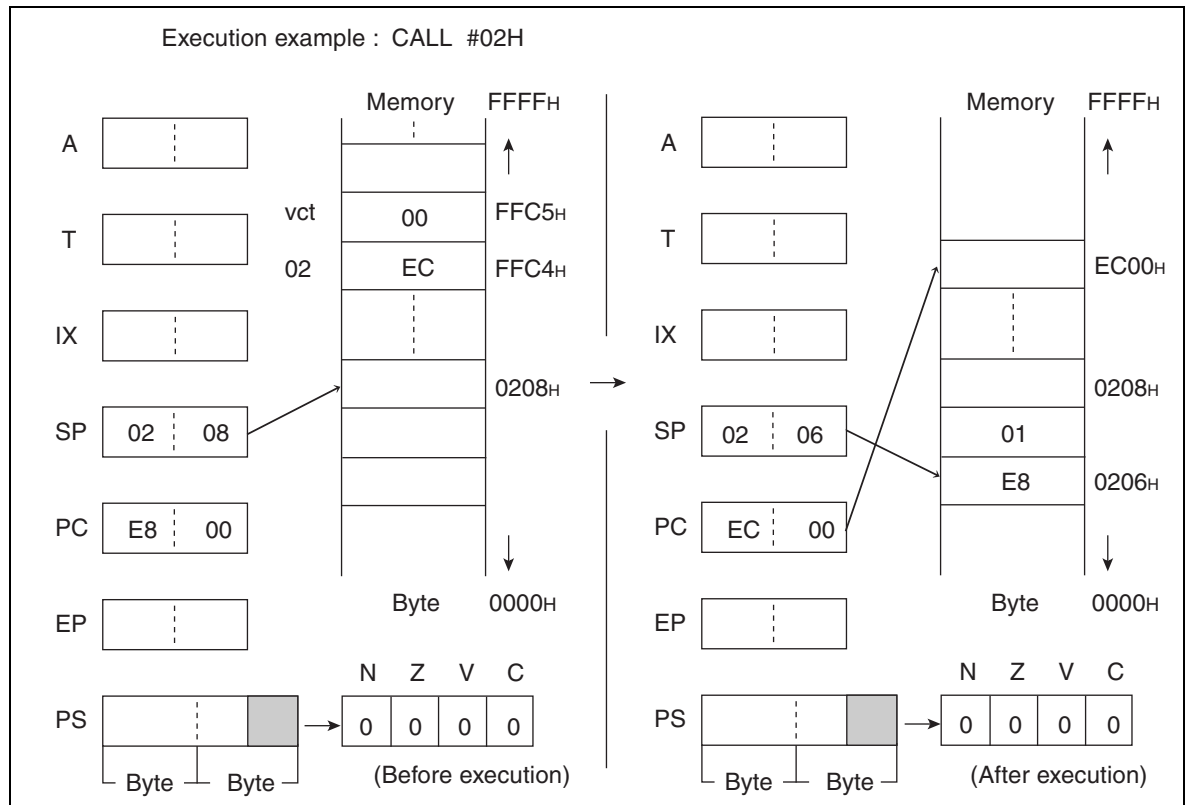 Execution example : CALL #02H
Memory FFFFH
A
vct 00 FFC5H
T
02 EC FFC4H
IX
0208H
SP 02 08
PC E8 00
Byte 0000H
EP
N Z V C
PS 0 0 0 0
Byte Byte (Before execution)
Memory FFFFH
A
T
EC00H
IX
0208H
SP 02 06 01
E8 0206H
PC EC 00
Byte 0000H
EP
N Z V C
PS 0 0 0 0
Byte Byte (After execution)